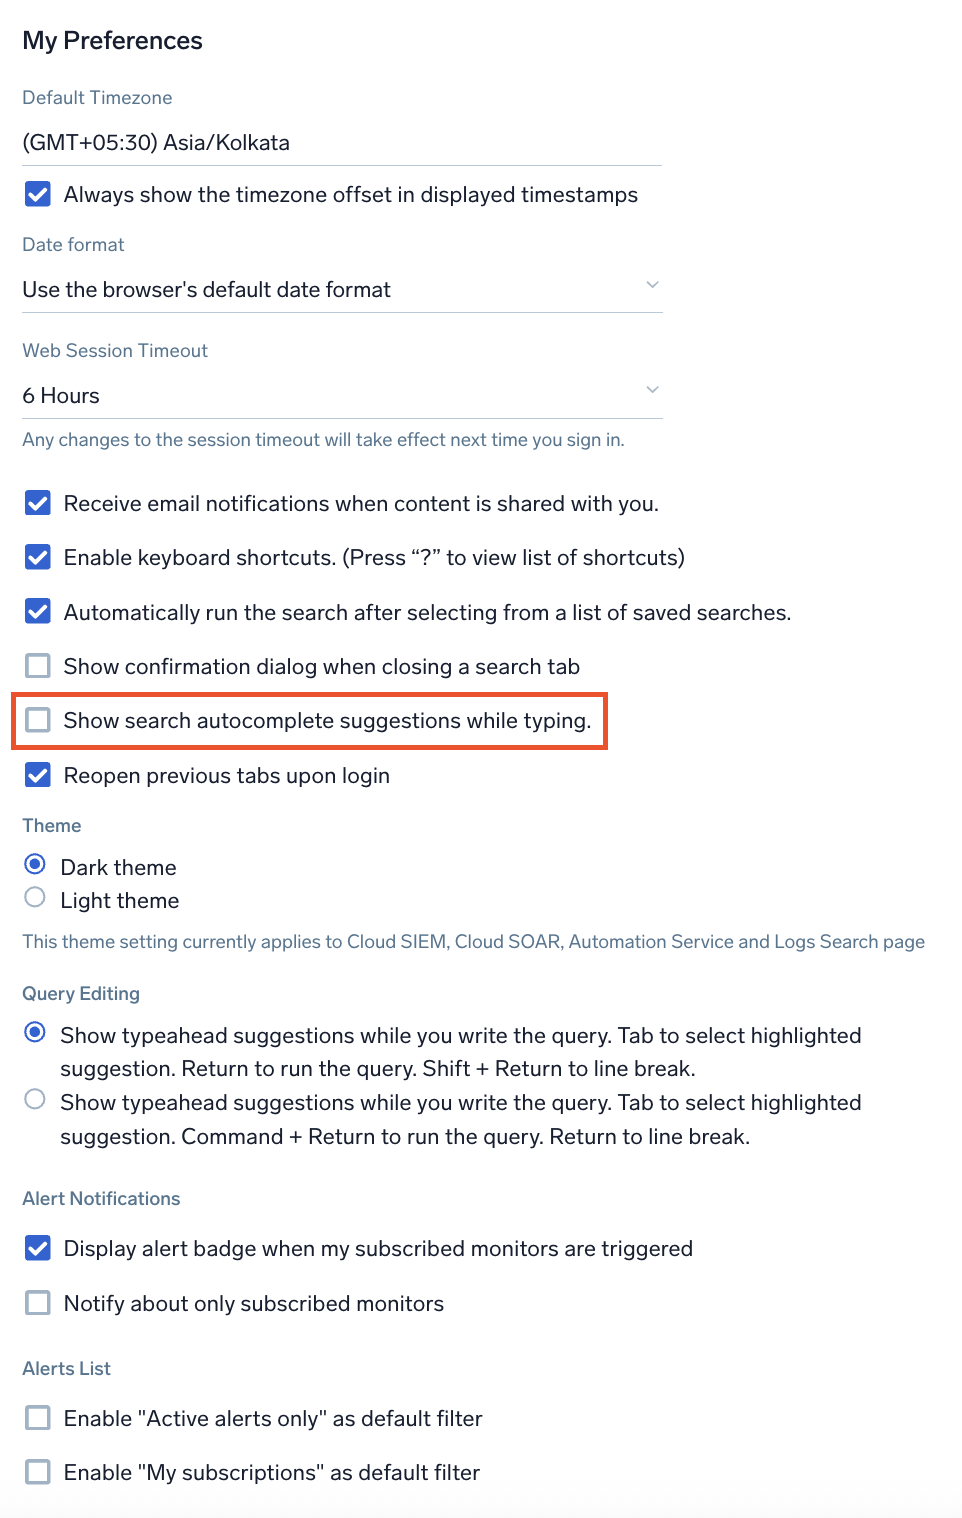 My Preferences
Default Timezone
(GMT+05:30) Asia/Kolkata
Always show the timezone offset in displayed timestamps
Date format
Use the browser's default date format
Web Session Timeout
6 Hours
Any changes to the session timeout will take effect next time you sign in.
Receive email notifications when content is shared with you.
Enable keyboard shortcuts. (Press “?” to view list of shortcuts)
Automatically run the search after selecting from a list of saved searches.
Show confirmation dialog when closing a search tab
Show search autocomplete suggestions while typing.
Reopen previous tabs upon login
Theme
Dark theme
Light theme
This theme setting currently applies to Cloud SIEM, Cloud SOAR, Automation Service and Logs Search page
Query Editing
Show typeahead suggestions while you write the query. Tab to select highlighted
suggestion. Return to run the query. Shift + Return to line break.
Show typeahead suggestions while you write the query. Tab to select highlighted
suggestion. Command + Return to run the query. Return to line break.
Alert Notifications
Display alert badge when my subscribed monitors are triggered
Notify about only subscribed monitors
Alerts List
Enable "Active alerts only" as default filter
Enable "My subscriptions" as default filter